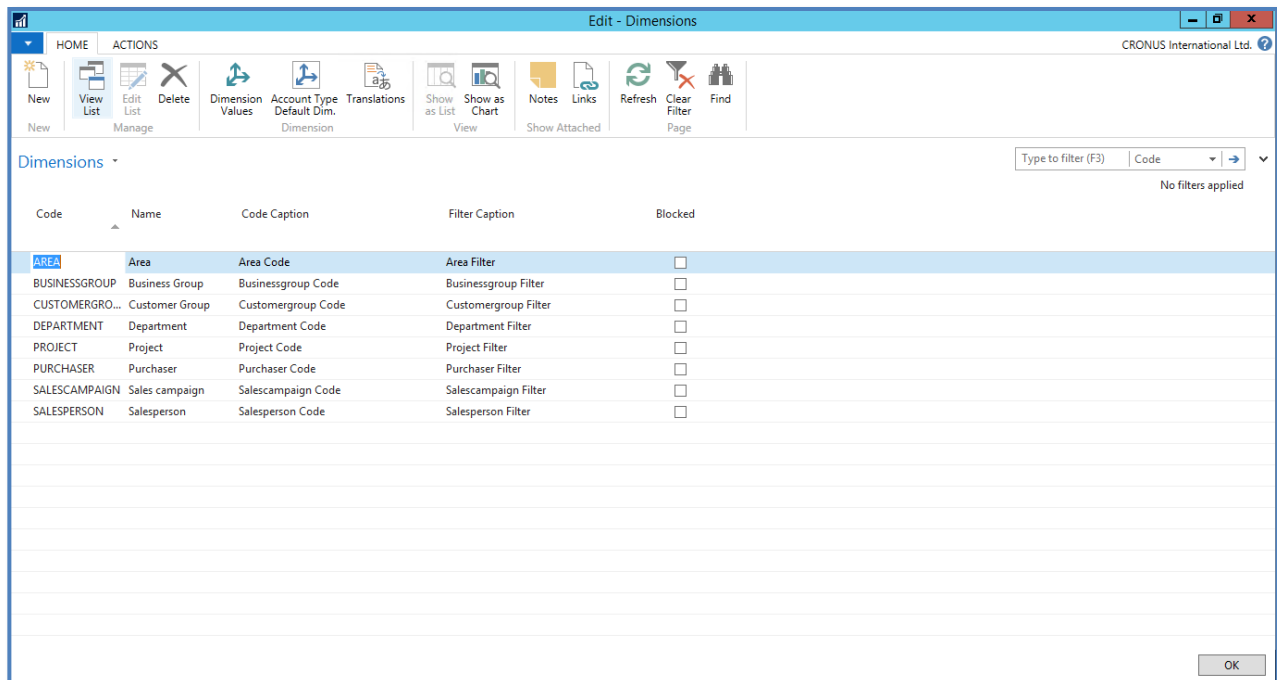 Edit - Dimensions
HOME ACTIONS CRONUS International Ltd.
New View List Edit List Delete Dimension Values Account Type Default Dim. Translations Show as List Show as Chart Notes Links Refresh Clear Filter Find
New Manage Dimension View Show Attached Page
Dimensions Type to filter (F3) Code
No filters applied
Code Name Code Caption Filter Caption Blocked
AREA Area Area Code Area Filter
BUSINESSGROUP Business Group Businessgroup Code Businessgroup Filter
CUSTOMERGRO... Customer Group Customergroup Code Customergroup Filter
DEPARTMENT Department Department Code Department Filter
PROJECT Project Project Code Project Filter
PURCHASER Purchaser Purchaser Code Purchaser Filter
SALESCAMPAIGN Sales campaign Salescampaign Code Salescampaign Filter
SALESPERSON Salesperson Salesperson Code Salesperson Filter
OK